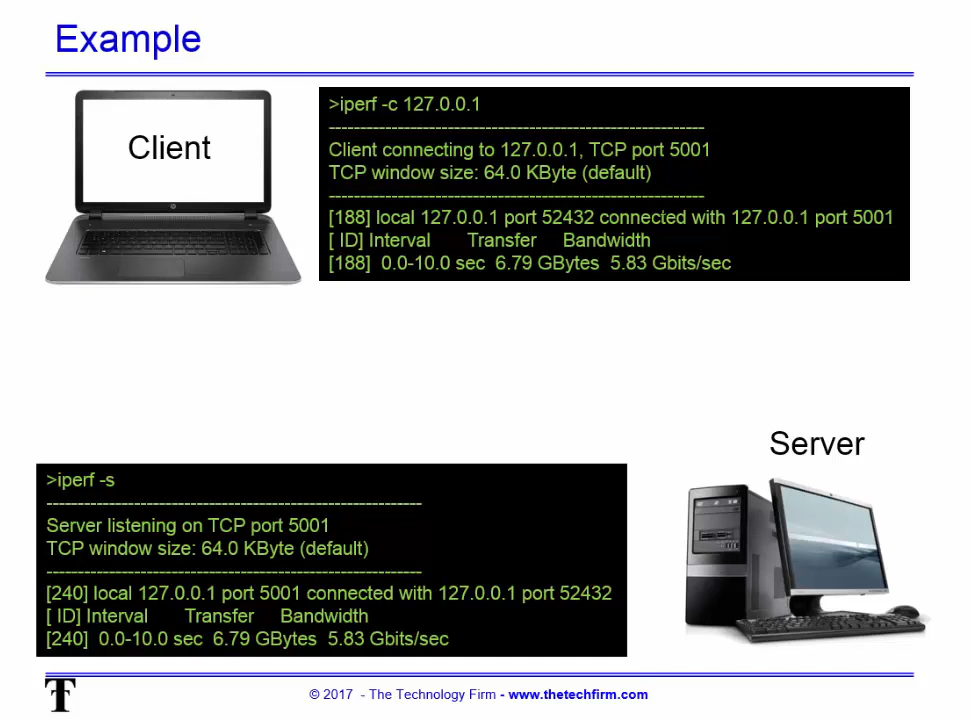 Example
Client
>iperf -c 127.0.0.1
------------------------------------------------------------
Client connecting to 127.0.0.1, TCP port 5001
TCP window size: 64.0 KByte (default)
------------------------------------------------------------
[188] local 127.0.0.1 port 52432 connected with 127.0.0.1 port 5001
[ ID] Interval Transfer Bandwidth
[188] 0.0-10.0 sec 6.79 GBytes 5.83 Gbits/sec
Server
>iperf -s
------------------------------------------------------------
Server listening on TCP port 5001
TCP window size: 64.0 KByte (default)
------------------------------------------------------------
[240] local 127.0.0.1 port 5001 connected with 127.0.0.1 port 52432
[ ID] Interval Transfer Bandwidth
[240] 0.0-10.0 sec 6.79 GBytes 5.83 Gbits/sec
T
© 2017 - The Technology Firm - www.thetechfirm.com